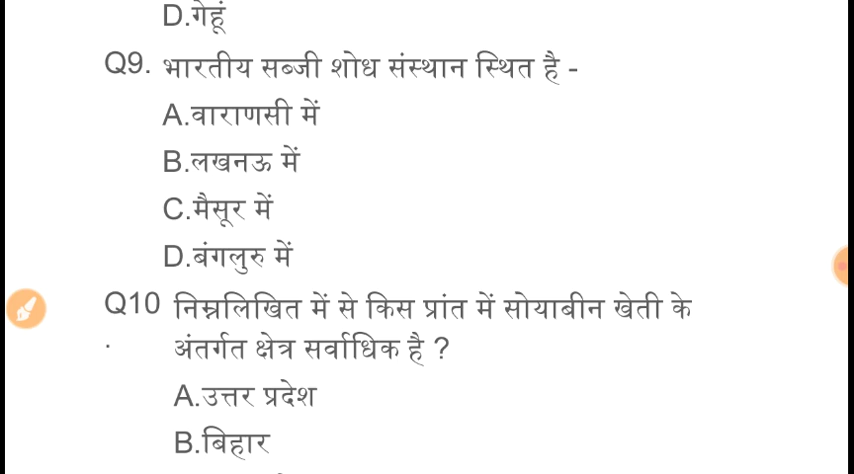 D.गेहूं
Q9. भारतीय सब्जी शोध संस्थान स्थित है -
A.वाराणसी में
B.लखनऊ में
C.मैसूर में
D.बंगलुरु में
Q10 निम्नलिखित में से किस प्रांत में सोयाबीन खेती के
. अंतर्गत क्षेत्र सर्वाधिक है ?
A.उत्तर प्रदेश
B.बिहार